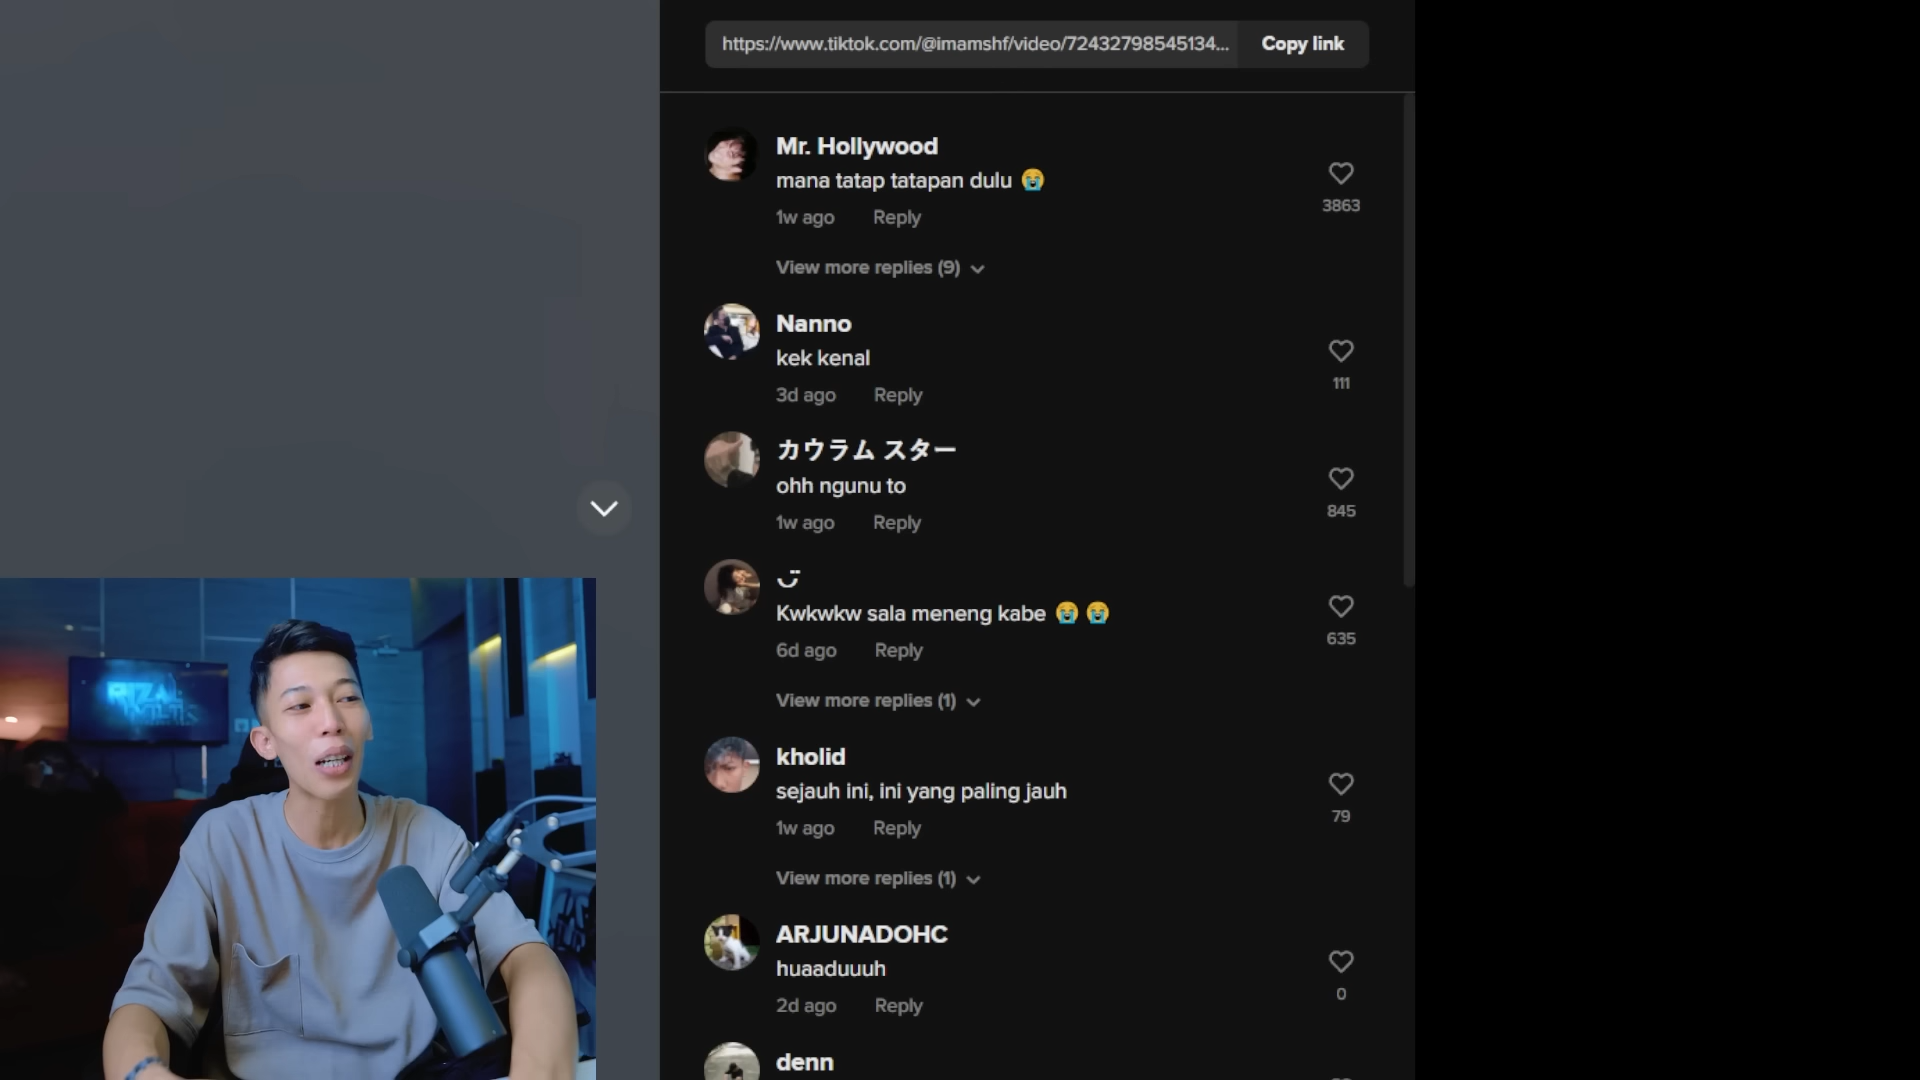 https://www.tiktok.com/@imamshf/video/72432798545134...
Copy link
Mr. Hollywood
mana tatap tatapan dulu 😭
3863
1w ago Reply
View more replies (9)
Nanno
kek kenal
111
3d ago Reply
カウラム スター
ohh ngunu to
845
1w ago Reply
Kwkwkw sala meneng kabe 😭 😭
635
6d ago Reply
View more replies (1)
kholid
sejauh ini, ini yang paling jauh
79
1w ago Reply
View more replies (1)
ARJUNADOHC
huaaduuuh
0
2d ago Reply
denn